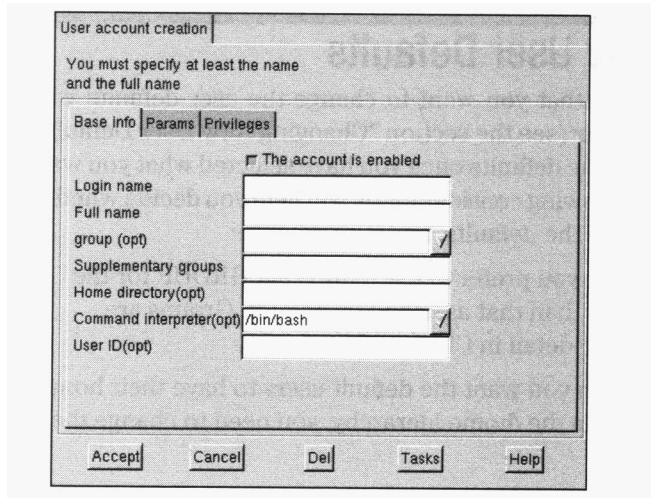 User account creation
You must specify at least the name
and the full name
Base info Params Privileges
The account is enabled
Login name
Full name
group (opt)
Supplementary groups
Home directory(opt)
Command interpreter(opt) /bin/bash
User ID(opt)
Accept Cancel Del Tasks Help